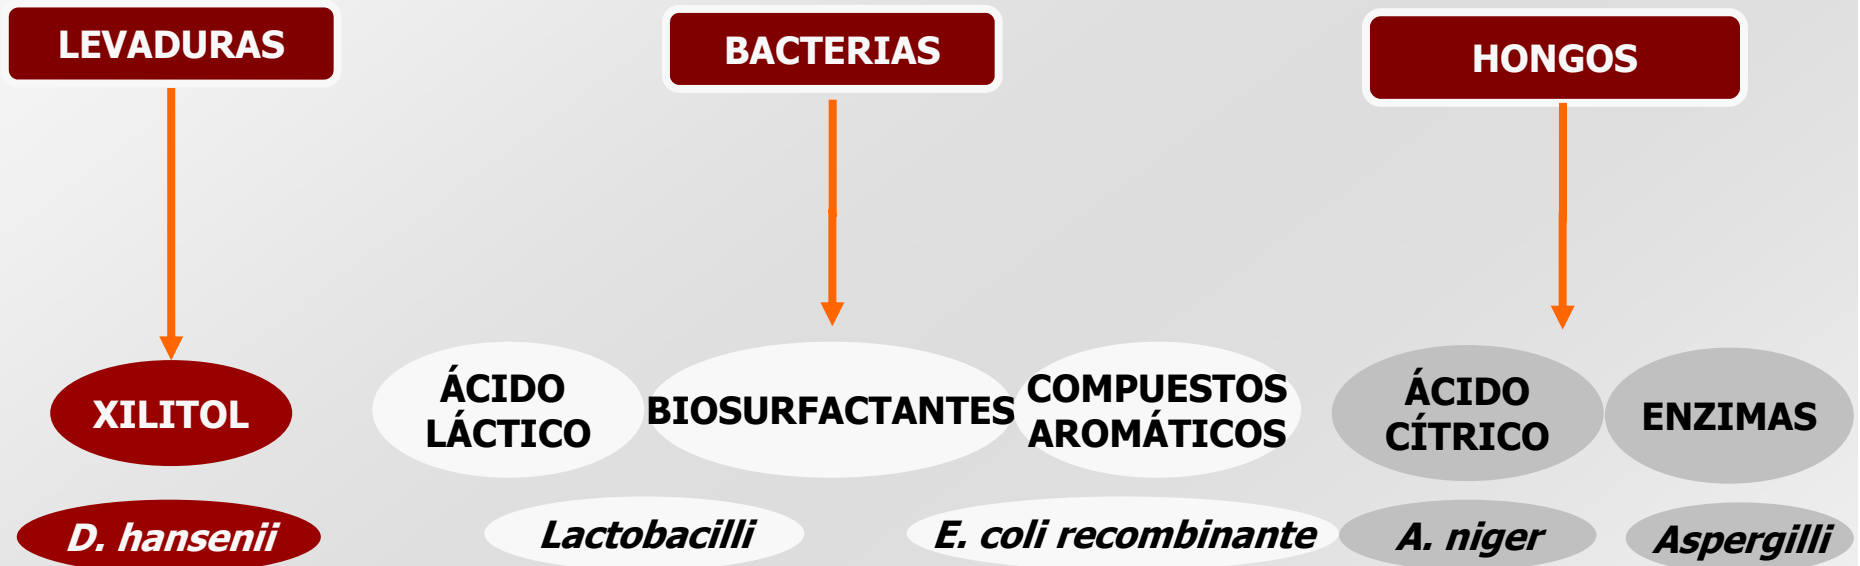 LEVADURAS
BACTERIAS
HONGOS
XILITOL
ÁCIDO
LÁCTICO
BIOSURFACTANTES
COMPUESTOS
AROMÁTICOS
ÁCIDO
CÍTRICO
ENZIMAS
D. hansenii
Lactobacilli
E. coli recombinante
A. niger
Aspergilli